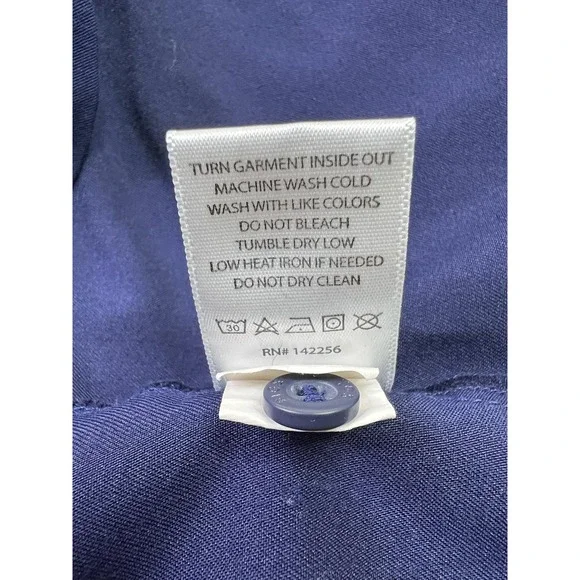 TURN GARMENT INSIDE OUT
MACHINE WASH COLD
WASH WITH LIKE COLORS
DO NOT BLEACH
TUMBLE DRY LOW
LOW HEAT IRON IF NEEDED
DO NOT DRY CLEAN
30
RN# 142256